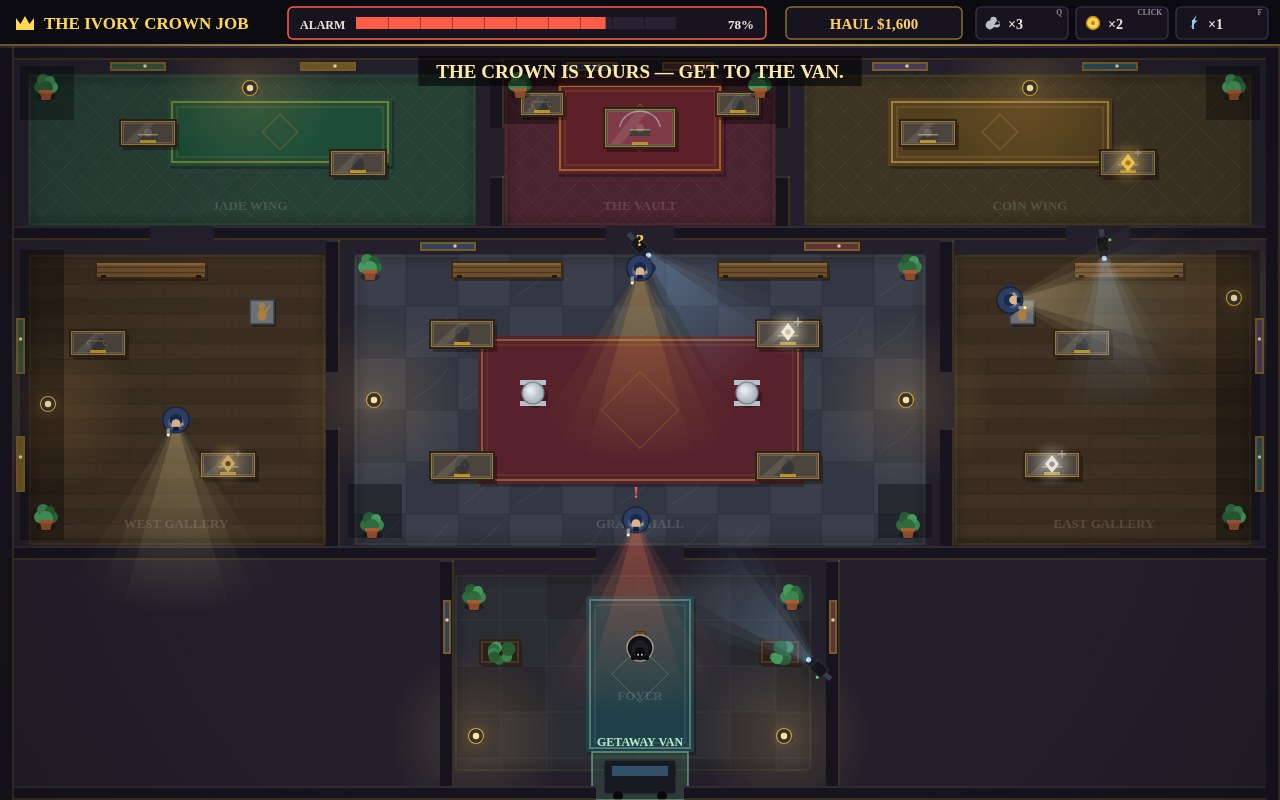 THE IVORY CROWN JOB
ALARM
78%
HAUL $1,600
×3
Q
×2
CLICK
×1
F
THE CROWN IS YOURS — GET TO THE VAN.
JADE WING
THE VAULT
COIN WING
?
!
WEST GALLERY
GRAND HALL
EAST GALLERY
FOYER
GETAWAY VAN